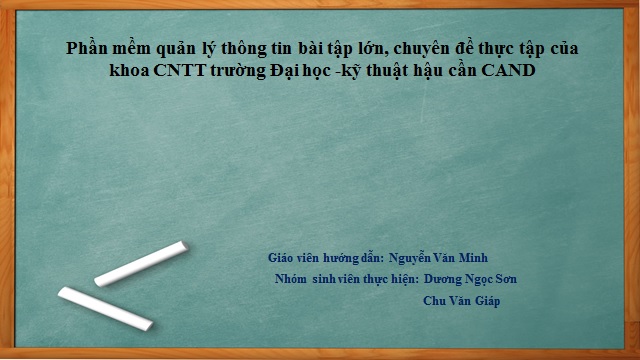 Phần mềm quản lý thông tin bài tập lớn, chuyên đề thực tập của
khoa CNTT trường Đại học -kỹ thuật hậu cần CAND
Giáo viên hướng dẫn: Nguyễn Văn Minh
Nhóm sinh viên thực hiện: Dương Ngọc Sơn
Chu Văn Giáp